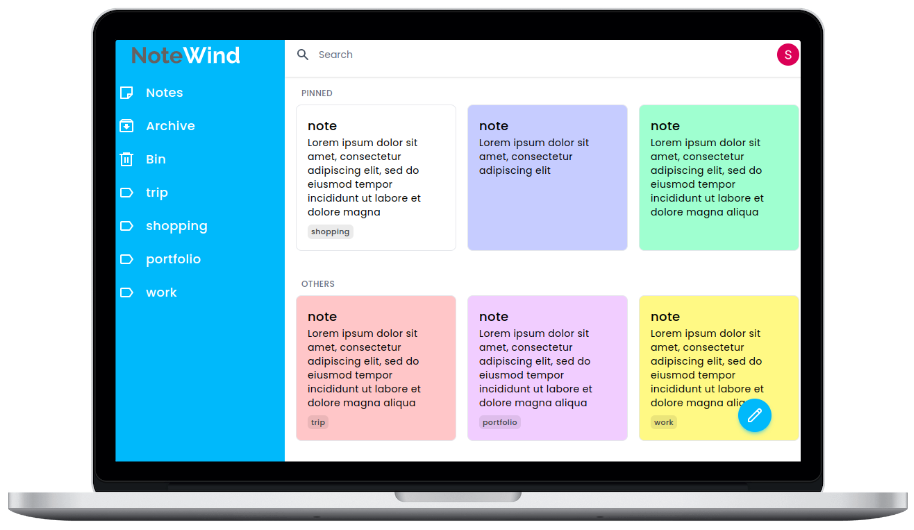 NoteWind
Search
S
Notes
Archive
Bin
trip
shopping
portfolio
work
PINNED
note
Lorem ipsum dolor sit
amet, consectetur
adipiscing elit, sed do
eiusmod tempor
incididunt ut labore et
dolore magna
shopping
note
Lorem ipsum dolor sit
amet, consectetur
adipiscing elit
note
Lorem ipsum dolor sit
amet, consectetur
adipiscing elit, sed do
eiusmod tempor
incididunt ut labore et
dolore magna aliqua
OTHERS
note
Lorem ipsum dolor sit
amet, consectetur
adipiscing elit, sed do
eiusmod tempor
incididunt ut labore et
dolore magna aliqua
trip
note
Lorem ipsum dolor sit
amet, consectetur
adipiscing elit, sed do
eiusmod tempor
incididunt ut labore et
dolore magna aliqua
portfolio
note
Lorem ipsum dolor sit
amet, consectetur
adipiscing elit, sed do
eiusmod tempor
incididunt ut labore et
dolore magna
work